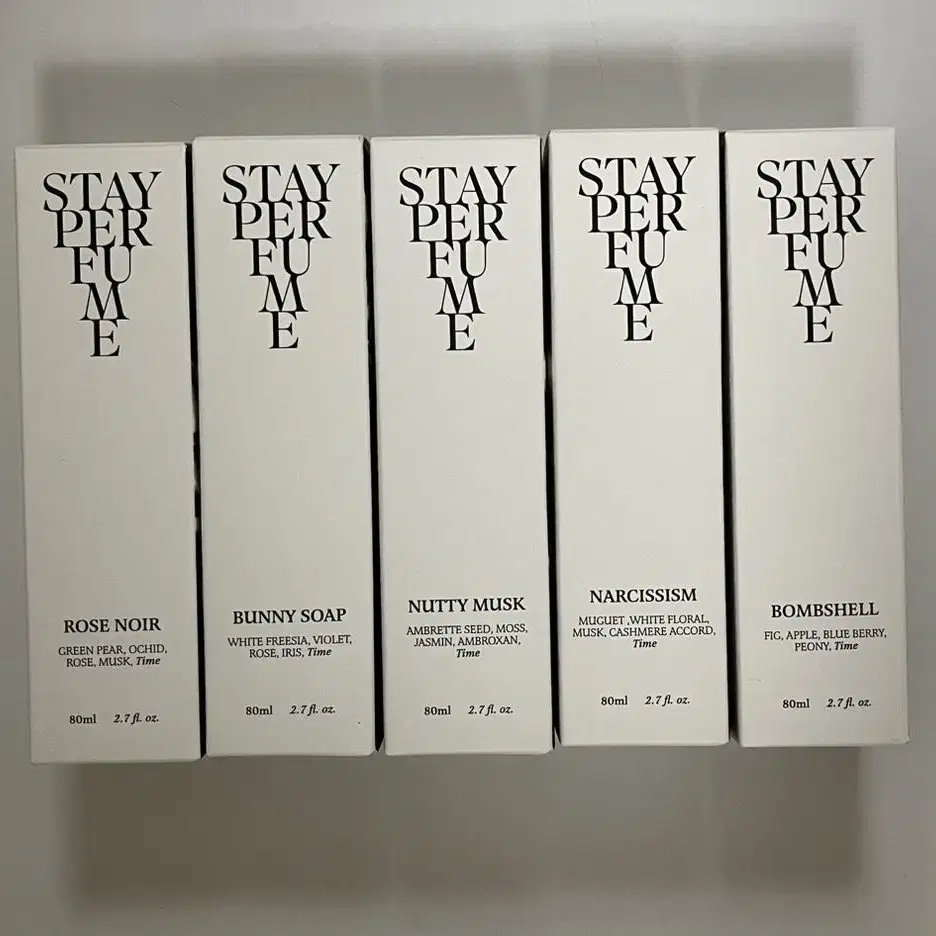 STAY
PER
FU
M
E
ROSE NOIR
GREEN PEAR, OCHID,
ROSE, MUSK, Time
80ml 2.7 fl. oz.
STAY
PER
FU
M
E
BUNNY SOAP
WHITE FREESIA, VIOLET,
ROSE, IRIS, Time
80ml 2.7 fl. oz.
STAY
PER
FU
M
E
NUTTY MUSK
AMBRETTE SEED, MOSS,
JASMIN, AMBROXAN,
Time
80ml 2.7 fl. oz.
STAY
PER
FU
M
E
NARCISSISM
MUGUET ,WHITE FLORAL,
MUSK, CASHMERE ACCORD,
Time
80ml 2.7 fl. oz.
STAY
PER
FU
M
E
BOMBSHELL
FIG, APPLE, BLUE BERRY,
PEONY, Time
80ml 2.7 fl. oz.